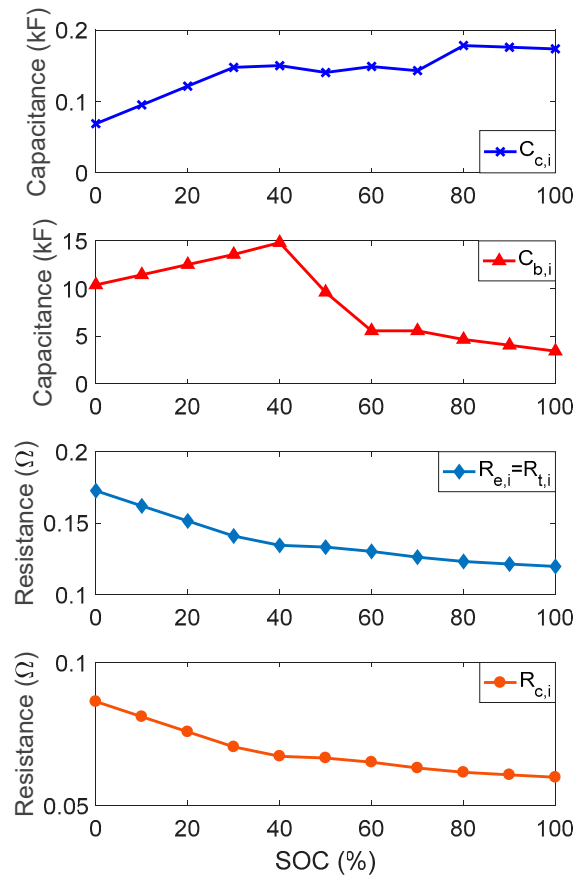 Capacitance (kF)
0.2
0.1
0
C_c,i
0 20 40 60 80 100
Capacitance (kF)
15
10
5
0
C_b,i
0 20 40 60 80 100
Resistance (Ω)
0.2
0.15
0.1
R_e,i=R_t,i
0 20 40 60 80 100
Resistance (Ω)
0.1
0.05
R_c,i
0 20 40 60 80 100
SOC (%)